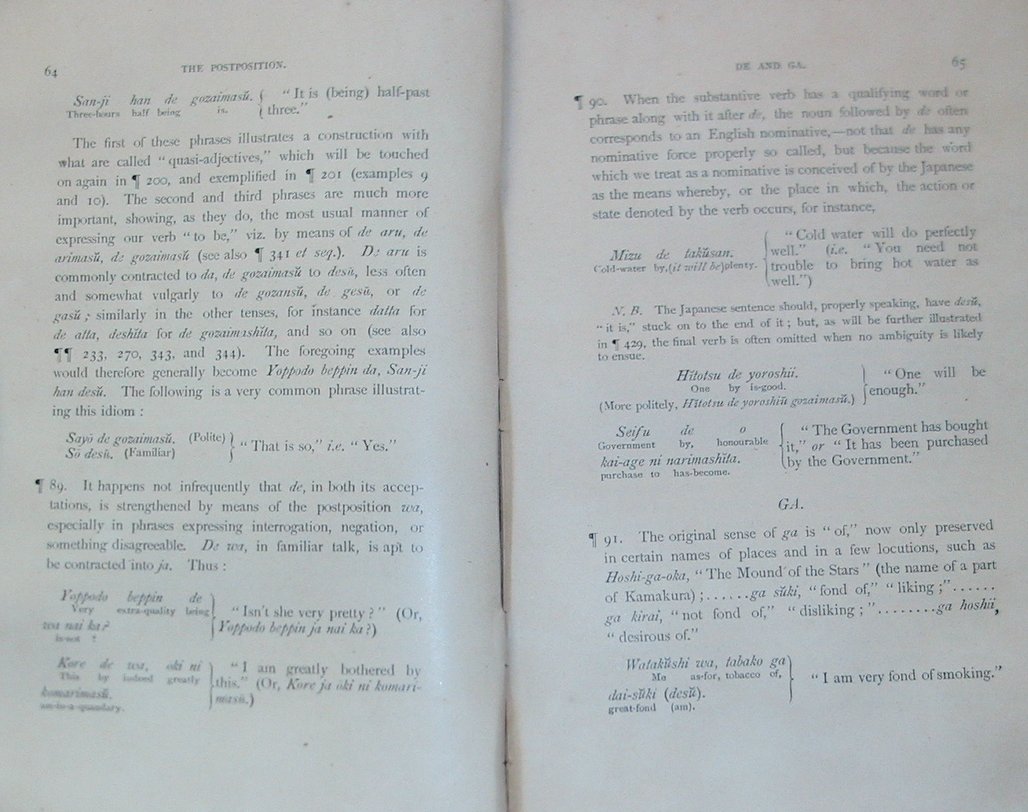 64
THE POSTPOSITION.
San-ji han de gozaimasŭ. { "It is (being) half-past
Three-hours half being is. { three."
The first of these phrases illustrates a construction with
what are called "quasi-adjectives," which will be touched
on again in ¶ 200, and exemplified in ¶ 201 (examples 9
and 10). The second and third phrases are much more
important, showing, as they do, the most usual manner of
expressing our verb "to be," viz. by means of de aru, de
arimasŭ, de gozaimasŭ (see also ¶ 341 et seq.). De aru is
commonly contracted to da, de gozaimasŭ to desŭ, less often
and somewhat vulgarly to de gozansŭ, de gesŭ, or de
gasŭ; similarly in the other tenses, for instance datta for
de atta, deshĭta for de gozaimashĭta, and so on (see also
¶¶ 233, 270, 343, and 344). The foregoing examples
would therefore generally become Yoppodo beppin da, San-ji
han desŭ. The following is a very common phrase illustrat-
ing this idiom :
Sayō de gozaimasŭ. (Polite) } "That is so," i.e. "Yes."
Sō desŭ. (Familiar)
¶ 89. It happens not infrequently that de, in both its accep-
tations, is strengthened by means of the postposition wa,
especially in phrases expressing interrogation, negation, or
something disagreeable. De wa, in familiar talk, is apt to
be contracted into ja. Thus :
Yoppodo beppin de
Very extra-quality being } "Isn't she very pretty?" (Or,
wa nai ka? Yoppodo beppin ja nai ka?)
is-not ?
Kore de wa, oki ni } "I am greatly bothered by
This by indeed greatly this." (Or, Kore ja oki ni komari-
komarimasŭ. masŭ.)
am-in-a-quandary.
DE AND GA.
65
¶ 90. When the substantive verb has a qualifying word or
phrase along with it after de, the noun followed by de often
corresponds to an English nominative,—not that de has any
nominative force properly so called, but because the word
which we treat as a nominative is conceived of by the Japanese
as the means whereby, or the place in which, the action or
state denoted by the verb occurs, for instance,
{ "Cold water will do perfectly
Mizu de takŭsan. well." (i.e. "You need not
Cold-water by,(it will be)plenty. trouble to bring hot water as
well.")
N. B. The Japanese sentence should, properly speaking, have desŭ,
"it is," stuck on to the end of it; but, as will be further illustrated
in ¶ 429, the final verb is often omitted when no ambiguity is likely
to ensue.
Hĭtotsu de yoroshii. } "One will be
One by is-good. enough."
(More politely, Hĭtotsu de yoroshiū gozaimasŭ.)
Seifu de o { "The Government has bought
Government by, honourable it," or "It has been purchased
kai-age ni narimashĭta. by the Government."
purchase to has-become.
GA.
¶ 91. The original sense of ga is "of," now only preserved
in certain names of places and in a few locutions, such as
Hoshi-ga-oka, "The Mound of the Stars" (the name of a part
of Kamakura);......ga sŭki, "fond of," "liking;".......
ga kirai, "not fond of," "disliking;".........ga hoshii,
"desirous of."
Watakŭshi wa, tabako ga
Me as-for, tobacco of, } "I am very fond of smoking."
dai-sŭki (desŭ).
great-fond (am).